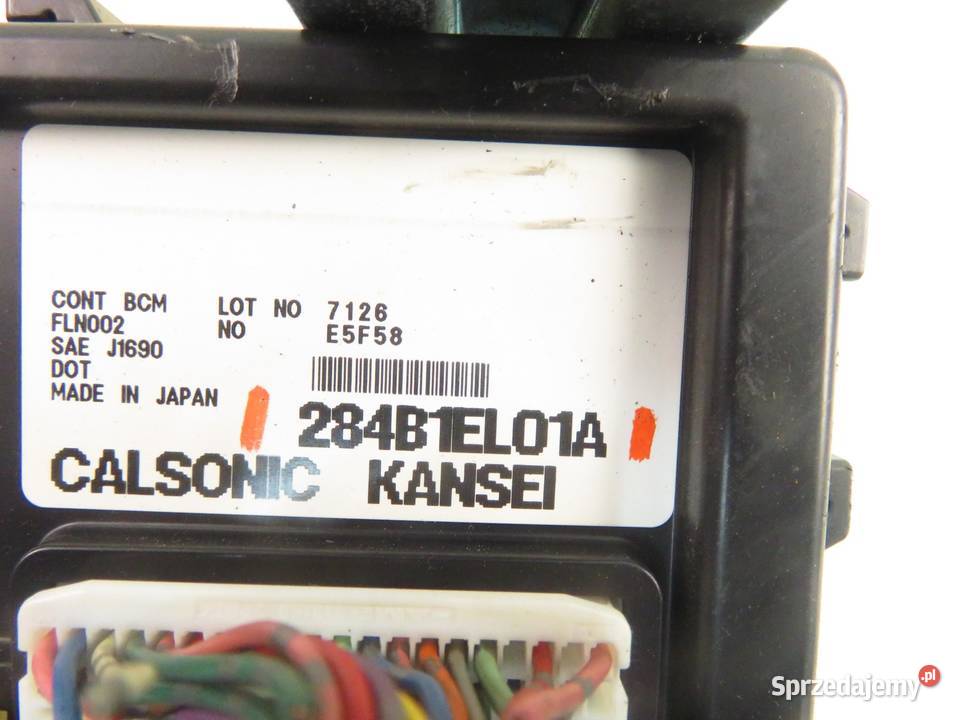 CONT BCM LOT NO 7126
FLN002 NO E5F58
SAE J1690
DOT
MADE IN JAPAN
284B1EL01A
CALSONIC KANSEI
Sprzedajemy.pl